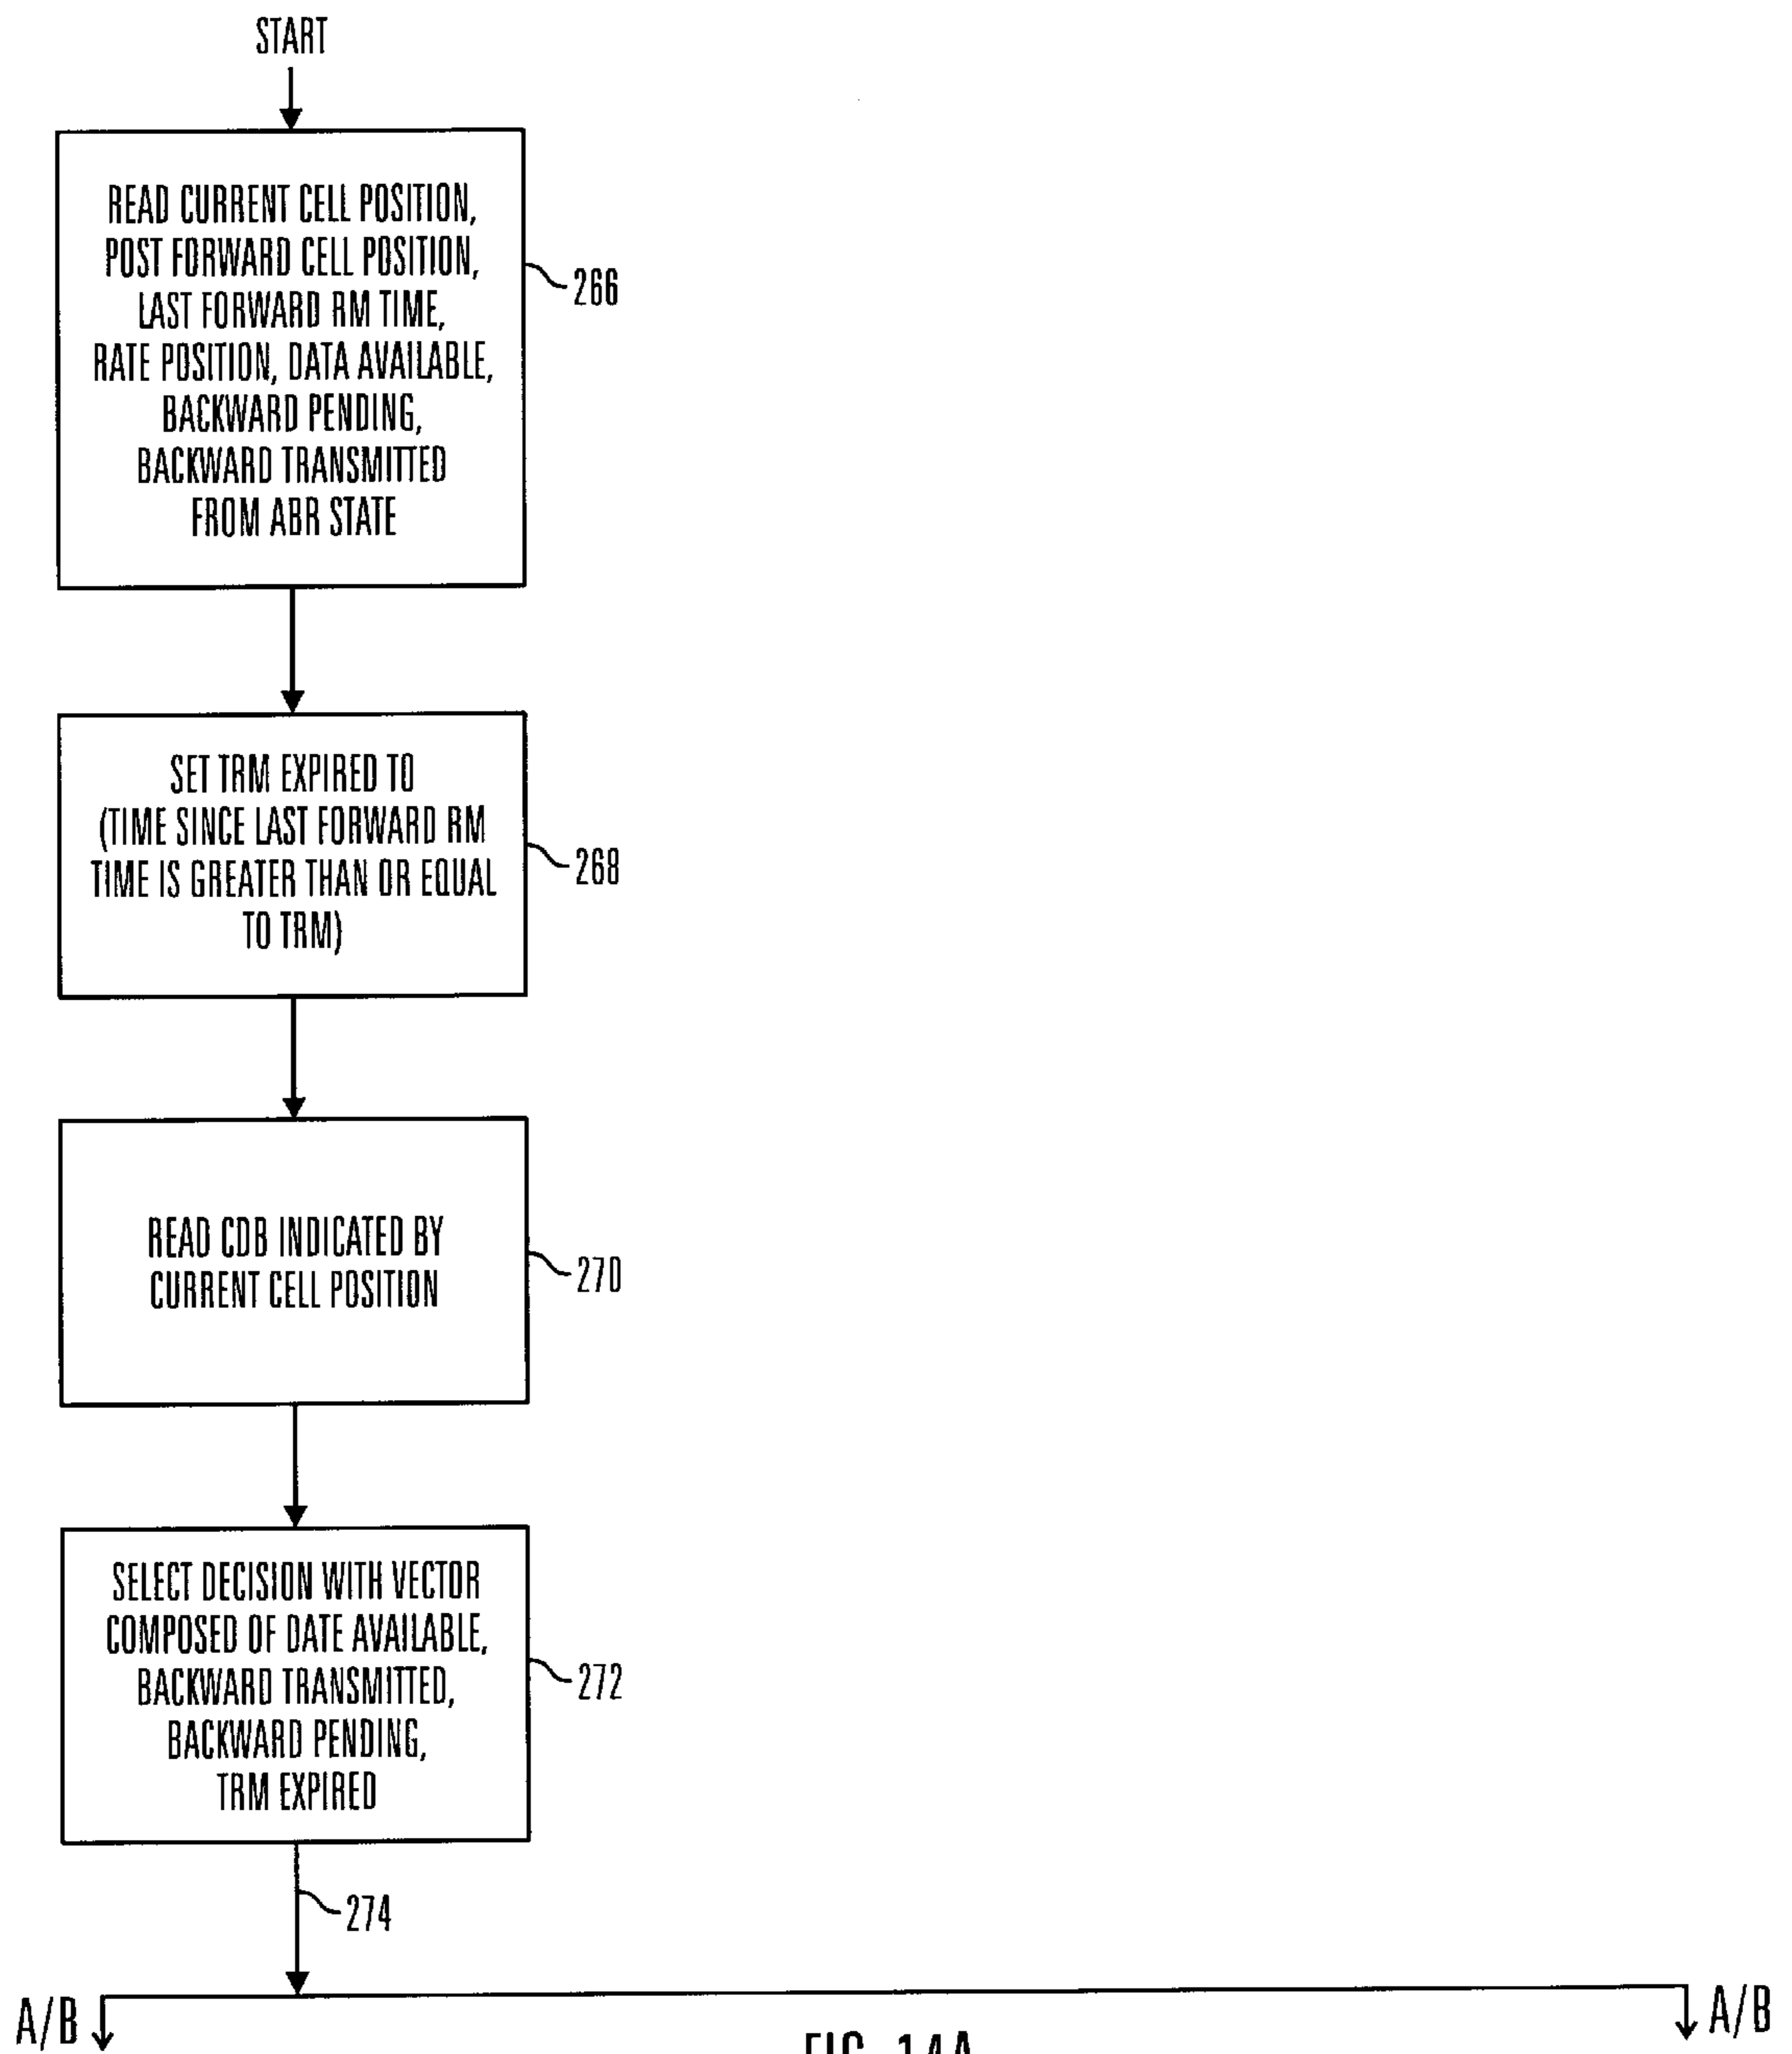 START
READ CURRENT CELL POSITION,
POST FORWARD CELL POSITION,
LAST FORWARD RM TIME,
RATE POSITION, DATA AVAILABLE,
BACKWARD PENDING,
BACKWARD TRANSMITTED
FROM ABR STATE
266
SET TRM EXPIRED TO
(TIME SINCE LAST FORWARD RM
TIME IS GREATER THAN OR EQUAL
TO TRM)
268
READ CDB INDICATED BY
CURRENT CELL POSITION
270
SELECT DECISION WITH VECTOR
COMPOSED OF DATE AVAILABLE,
BACKWARD TRANSMITTED,
BACKWARD PENDING,
TRM EXPIRED
272
274
A/B
A/B
FIG. 14A